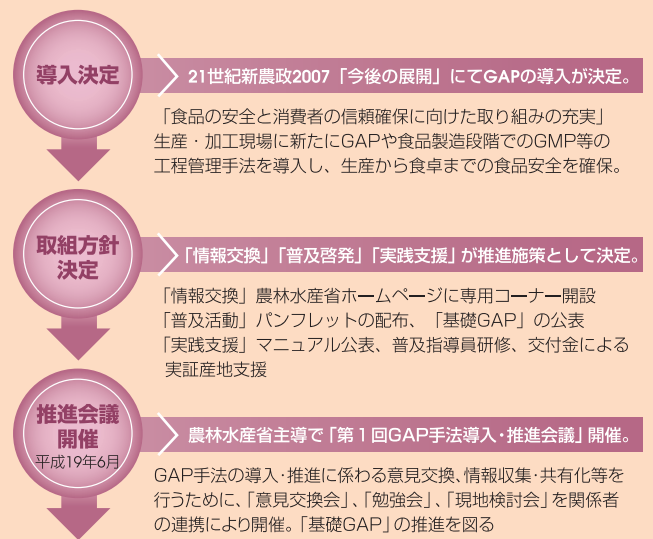 導入決定
21世紀新農政2007「今後の展開」にてGAPの導入が決定。
「食品の安全と消費者の信頼確保に向けた取り組みの充実」
生産・加工現場に新たにGAPや食品製造段階でのGMP等の
工程管理手法を導入し、生産から食卓までの食品安全を確保。
取組方針
決定
「情報交換」「普及啓発」「実践支援」が推進施策として決定。
「情報交換」農林水産省ホームページに専用コーナー開設
「普及活動」パンフレットの配布、「基礎GAP」の公表
「実践支援」マニュアル公表、普及指導員研修、交付金による
実証産地支援
推進会議
開催
平成19年6月
農林水産省主導で「第1回GAP手法導入・推進会議」開催。
GAP手法の導入・推進に係わる意見交換、情報収集・共有化等を
行うために、「意見交換会」、「勉強会」、「現地検討会」を関係者
の連携により開催。「基礎GAP」の推進を図る